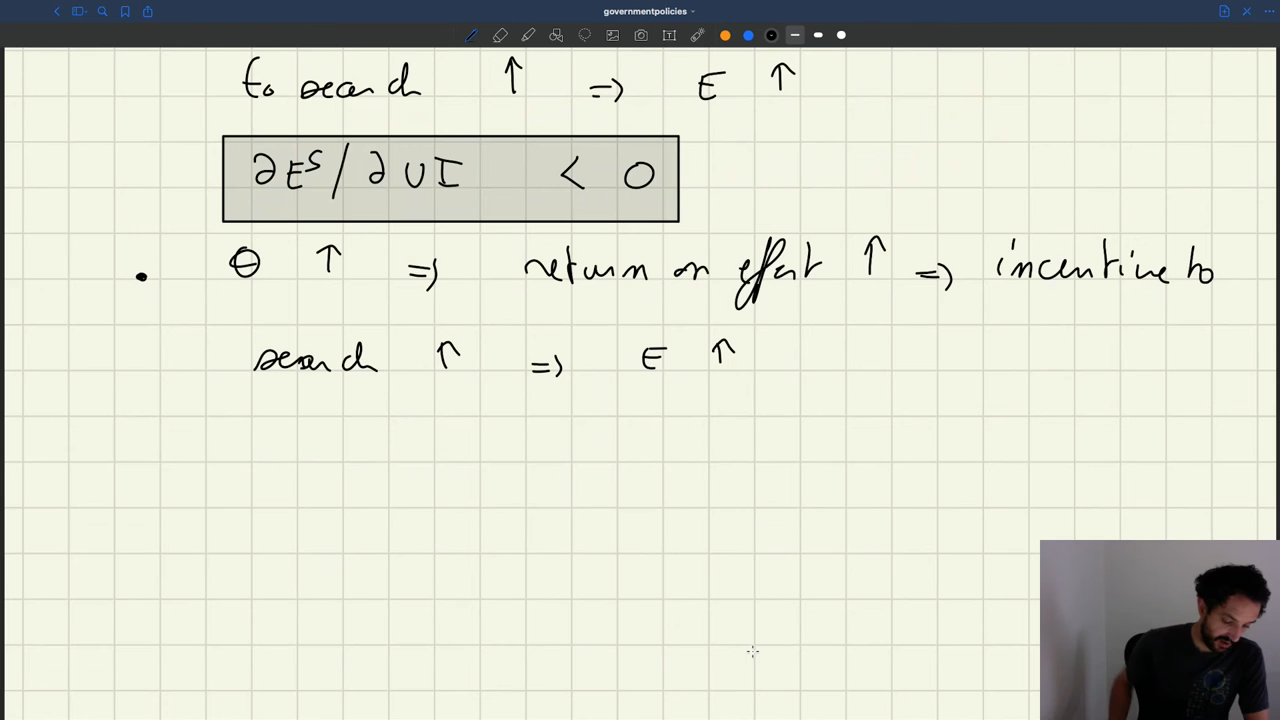 governmentpolicies
to search ↑ => E ↑
∂E^S/∂UI < 0
• θ ↑ => return on effort ↑ => incentive to
search ↑ => E ↑